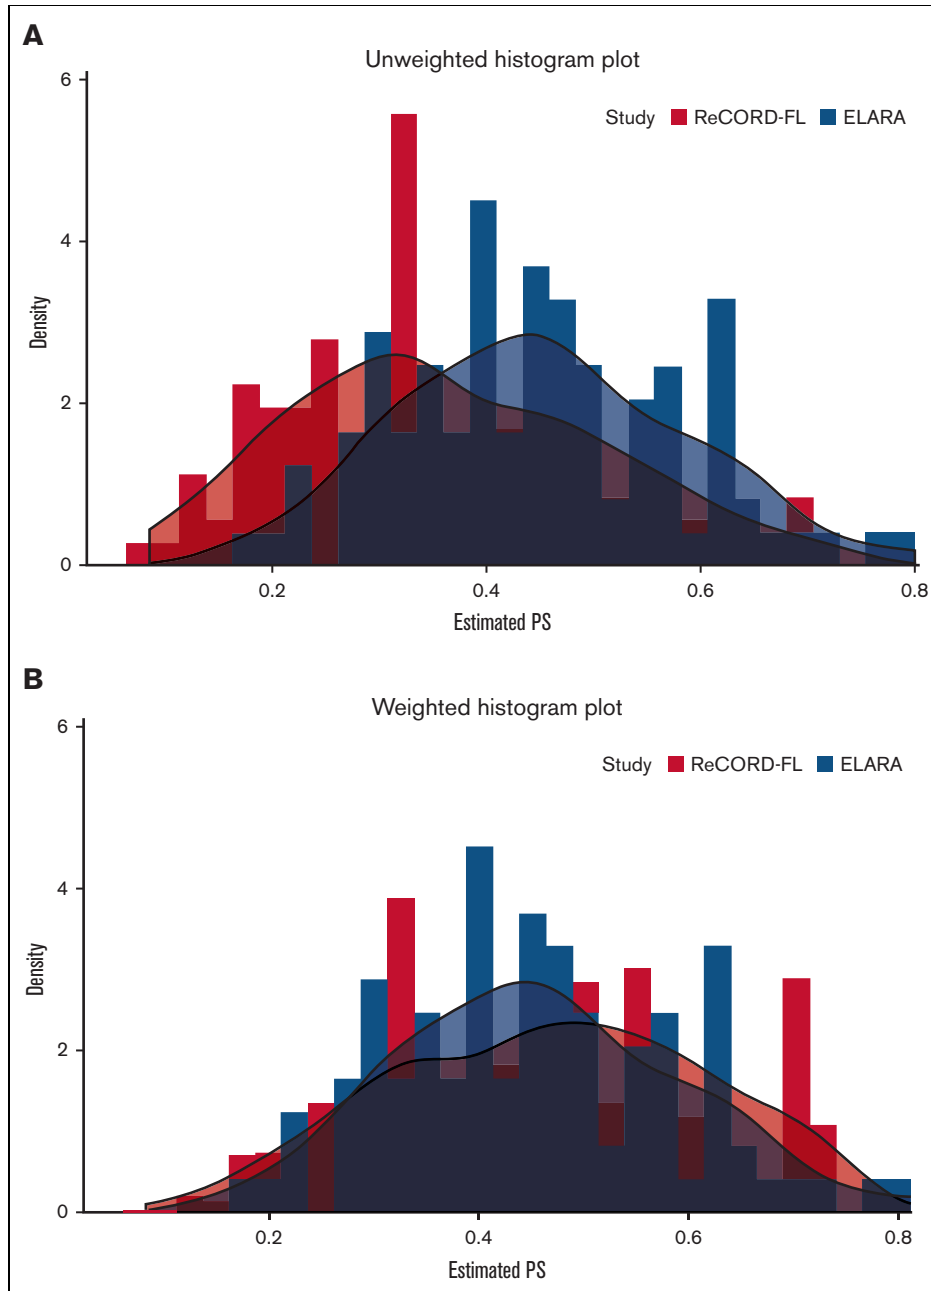 A
Unweighted histogram plot
6
Study ReCORD-FL ELARA
4
Density
2
0
0.2 0.4 0.6 0.8
Estimated PS
B
Weighted histogram plot
6
Study ReCORD-FL ELARA
4
Density
2
0
0.2 0.4 0.6 0.8
Estimated PS